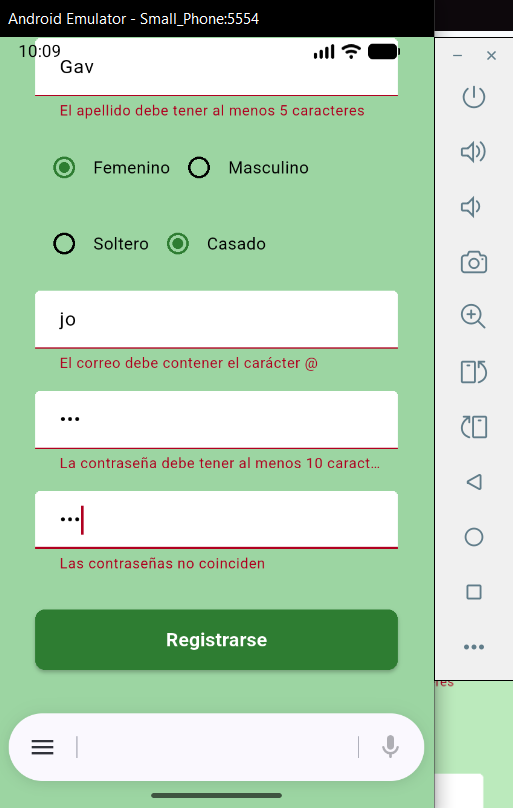 Android Emulator - Small_Phone:5554
10:09
Gav
El apellido debe tener al menos 5 caracteres
Femenino Masculino
Soltero Casado
jo
El correo debe contener el carácter @
•••
La contraseña debe tener al menos 10 caract...
•••
Las contraseñas no coinciden
Registrarse
res